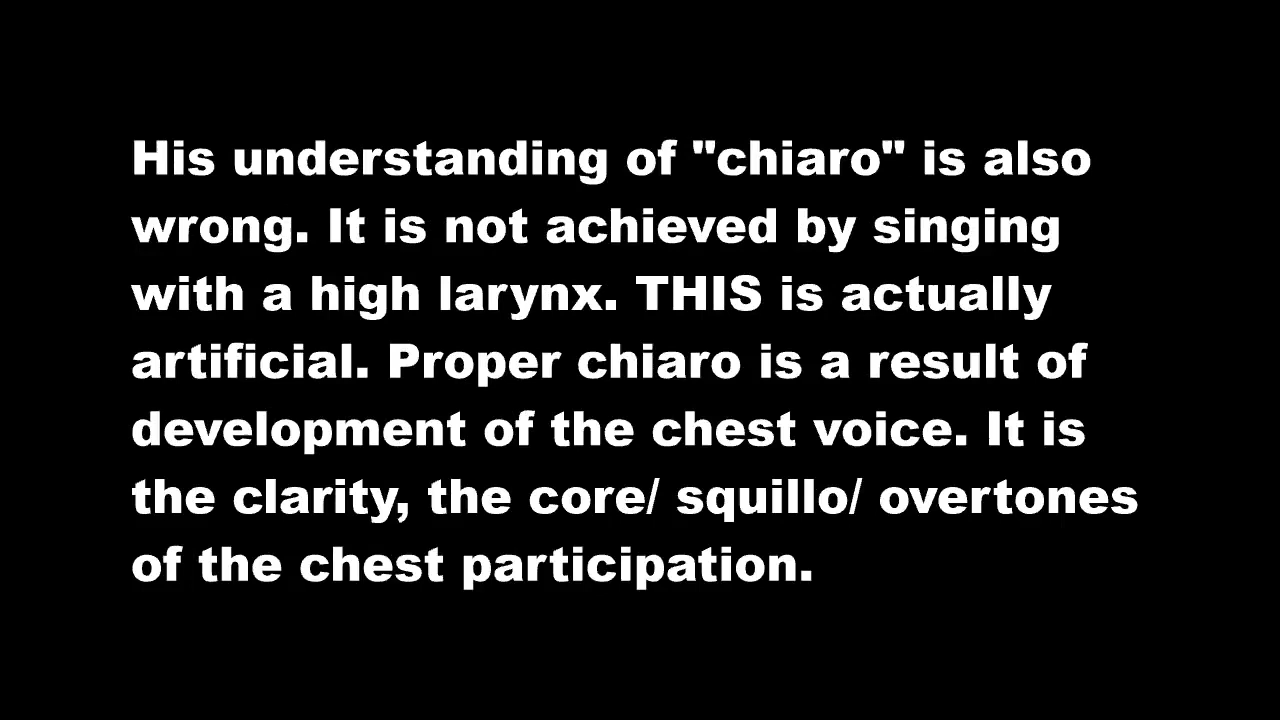 His understanding of "chiaro" is also
wrong. It is not achieved by singing
with a high larynx. THIS is actually
artificial. Proper chiaro is a result of
development of the chest voice. It is
the clarity, the core/ squillo/ overtones
of the chest participation.